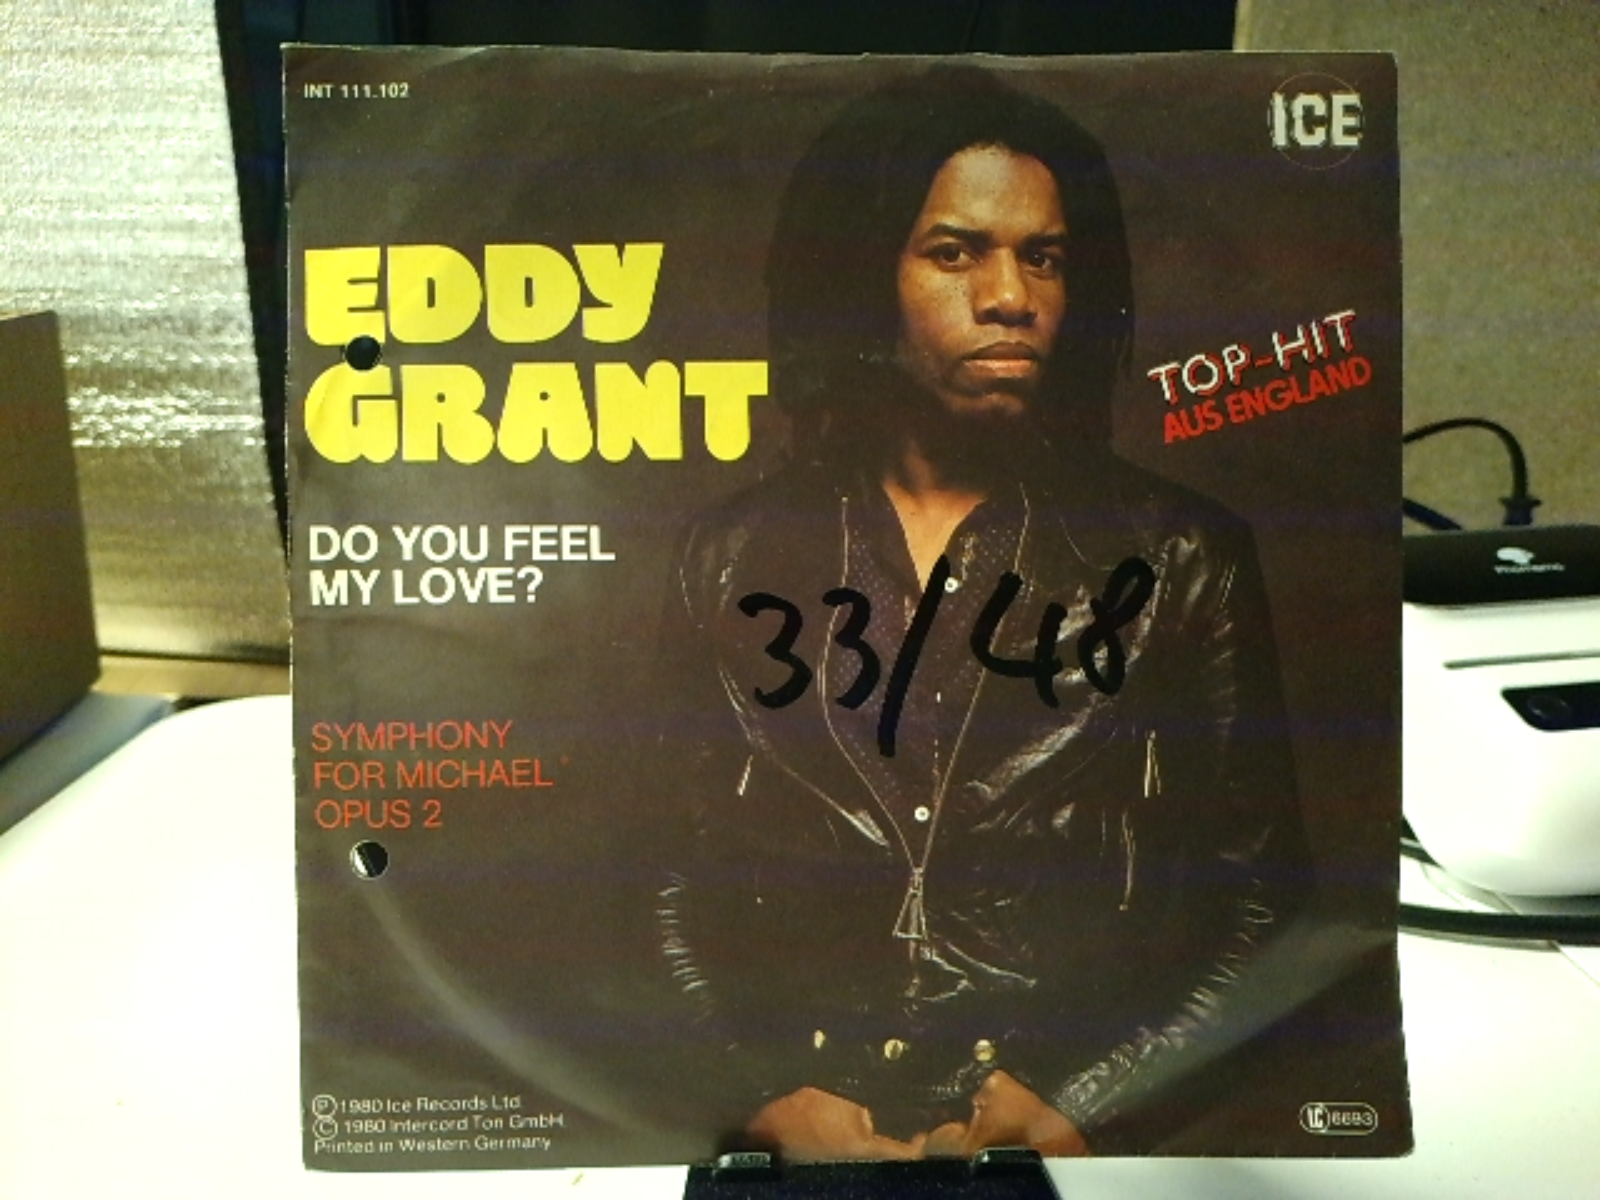 INT 111.102
ICE
EDDY
GRANT
TOP-HIT
AUS ENGLAND
DO YOU FEEL
MY LOVE?
33/48
SYMPHONY
FOR MICHAEL
OPUS 2
Ⓟ 1980 Ice Records Ltd.
© 1980 Intercord Ton GmbH
Printed in Western Germany
LC 6693